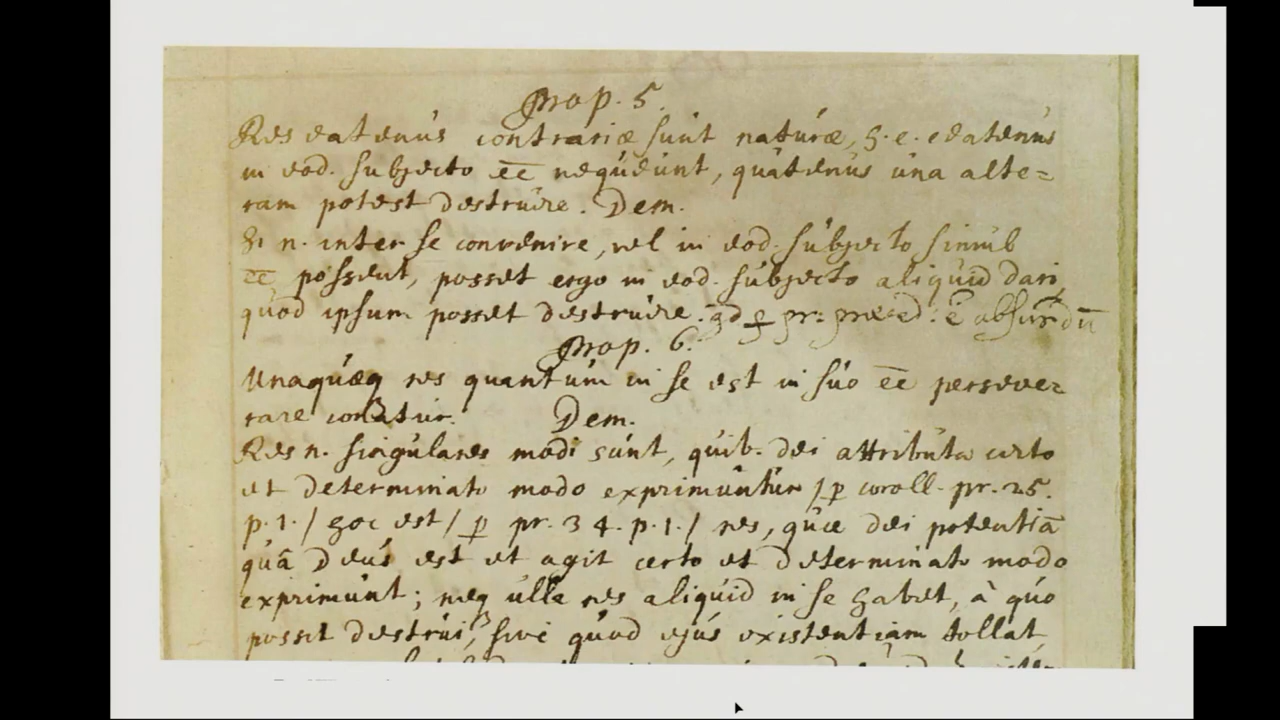 Prop. 5.
Res eatenus contrariæ sunt naturæ, h. e. eatenus
in eod. subjecto ēē nequeunt, quatenus una alte=
ram potest destruere. Dem.
Si n. inter se convenire, vel in eod. subjecto simul
ēē possent, posset ergo in eod. subjecto aliquid dari,
quod ipsum posset destruere. qd p pr: præced: ē absurdū
Prop. 6.
Unaquæq res quantum in se est in suo ēē persever
rare conatur. Dem.
Res n. singulares modi sunt, quib. dei attributa certo
et determinato modo exprimuntur / p coroll. pr. 25.
p. 1. / hoc est / p pr. 34. p. 1. / res, quæ dei potentiā
quâ Deus est et agit certo et determinato modo
exprimunt; neq ulla res aliquid in se habet, à quo
possit destrui, sive quod ejus existentiam tollat